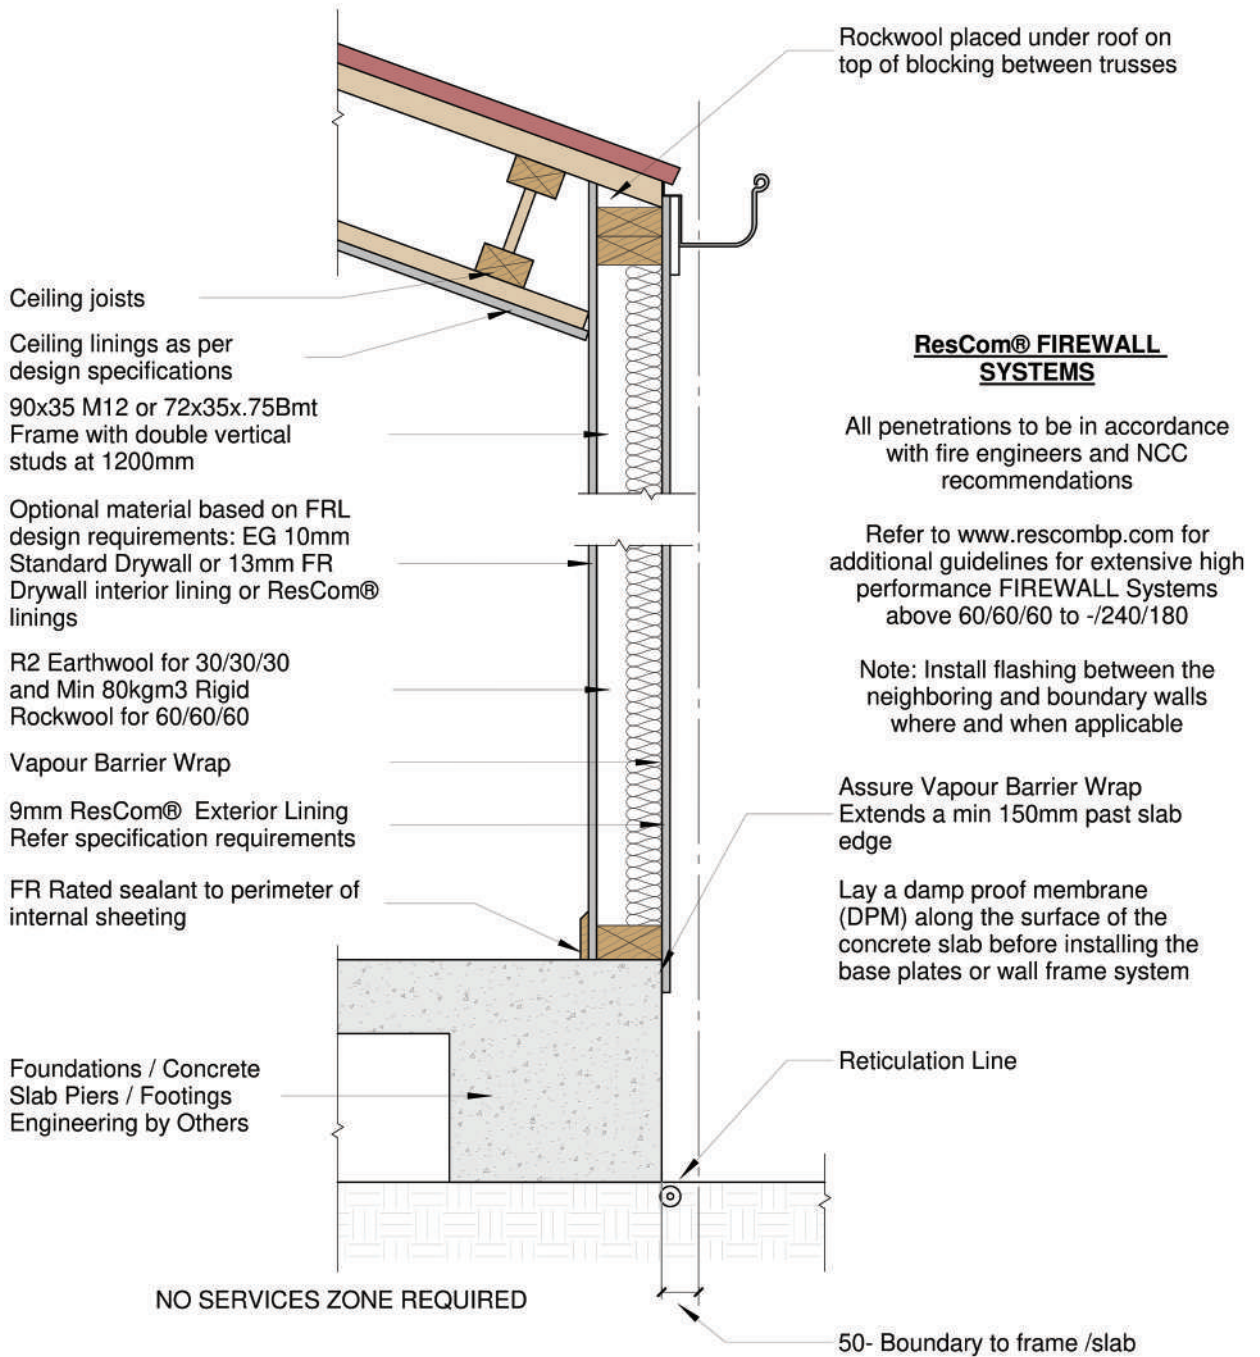 Rockwool placed under roof on
top of blocking between trusses
Ceiling joists
Ceiling linings as per
design specifications
90x35 M12 or 72x35x.75Bmt
Frame with double vertical
studs at 1200mm
Optional material based on FRL
design requirements: EG 10mm
Standard Drywall or 13mm FR
Drywall interior lining or ResCom®
linings
R2 Earthwool for 30/30/30
and Min 80kgm3 Rigid
Rockwool for 60/60/60
Vapour Barrier Wrap
9mm ResCom® Exterior Lining
Refer specification requirements
FR Rated sealant to perimeter of
internal sheeting
Foundations / Concrete
Slab Piers / Footings
Engineering by Others
NO SERVICES ZONE REQUIRED
ResCom® FIREWALL
SYSTEMS
All penetrations to be in accordance
with fire engineers and NCC
recommendations
Refer to www.rescombp.com for
additional guidelines for extensive high
performance FIREWALL Systems
above 60/60/60 to -/240/180
Note: Install flashing between the
neighboring and boundary walls
where and when applicable
Assure Vapour Barrier Wrap
Extends a min 150mm past slab
edge
Lay a damp proof membrane
(DPM) along the surface of the
concrete slab before installing the
base plates or wall frame system
Reticulation Line
50- Boundary to frame /slab